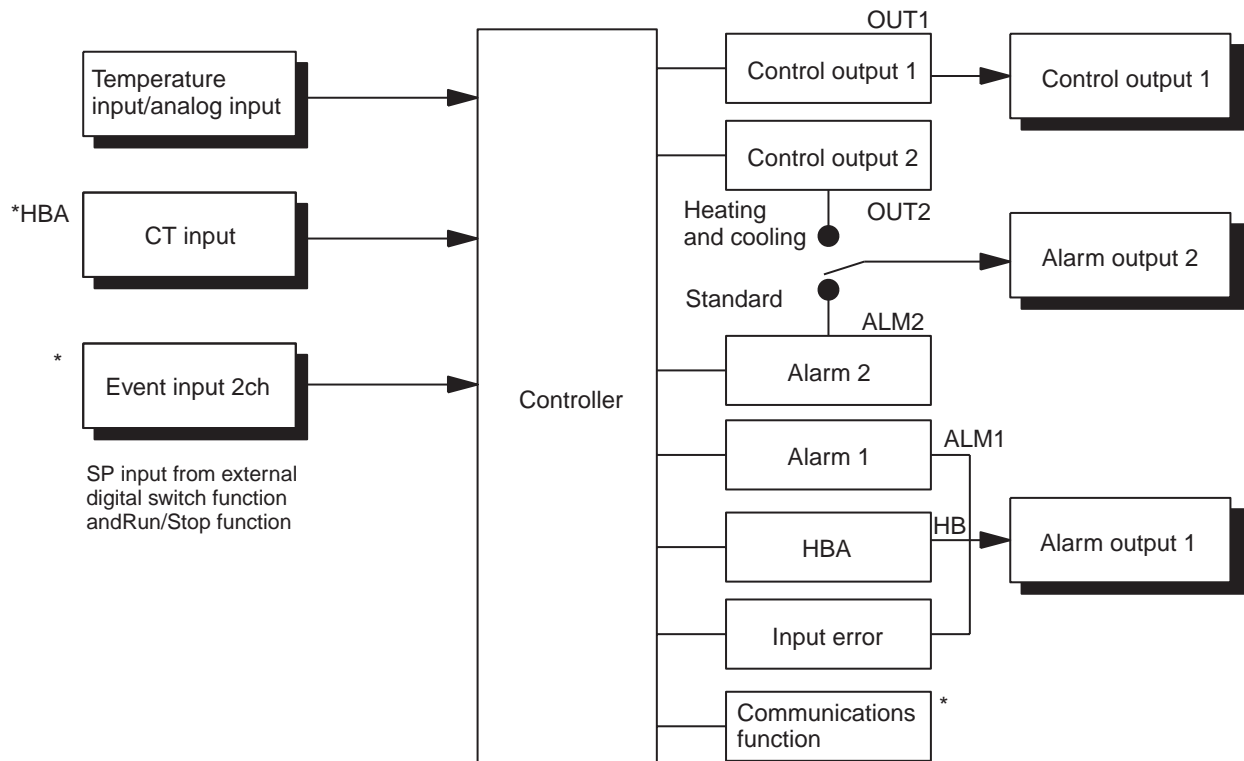 Temperature
input/analog input
*HBA
CT input
*
Event input 2ch
SP input from external
digital switch function
andRun/Stop function
Controller
OUT1
Control output 1
Control output 1
Control output 2
Heating
and cooling
OUT2
Alarm output 2
Standard
ALM2
Alarm 2
Alarm 1
ALM1
HBA
HB
Alarm output 1
Input error
Communications
function
*